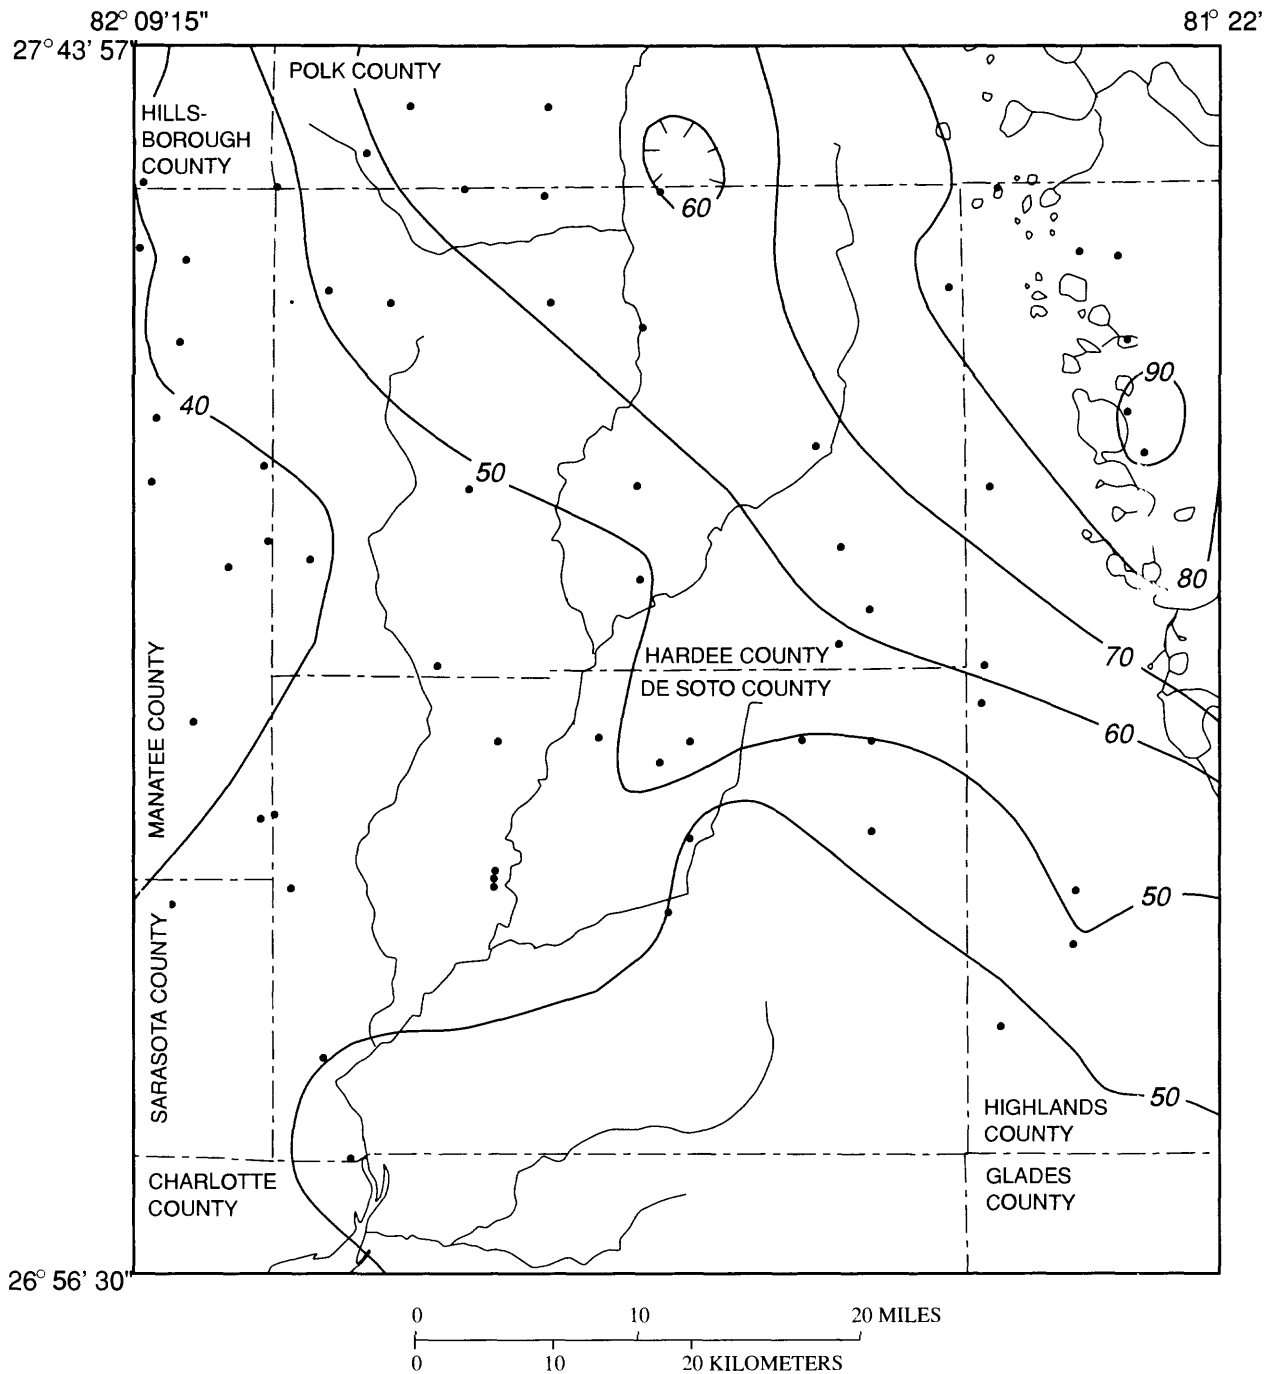 82° 09'15"
81° 22'
27° 43' 57"
POLK COUNTY
HILLS-
BOROUGH
COUNTY
60
90
40
50
80
HARDEE COUNTY
70
DE SOTO COUNTY
60
MANATEE COUNTY
50
SARASOTA COUNTY
50
HIGHLANDS
COUNTY
CHARLOTTE
COUNTY
GLADES
COUNTY
26° 56' 30"
0 10 20 MILES
0 10 20 KILOMETERS